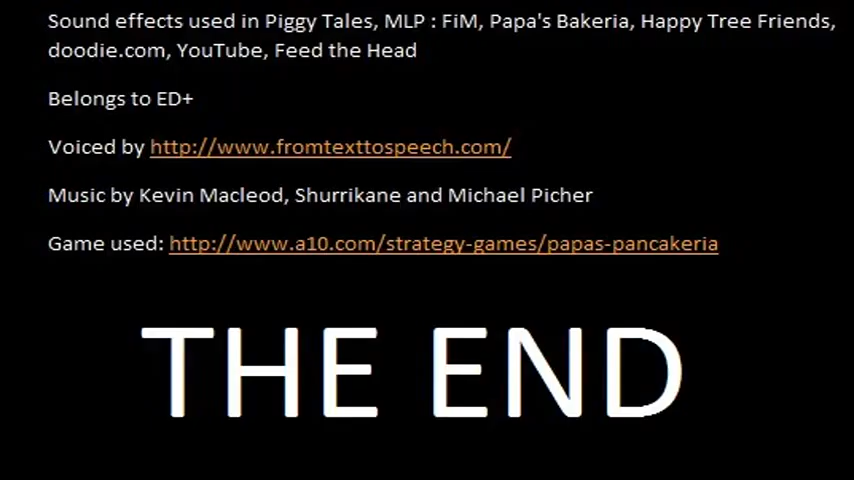 Sound effects used in Piggy Tales, MLP : FiM, Papa's Bakeria, Happy Tree Friends,
doodie.com, YouTube, Feed the Head
Belongs to ED+
Voiced by http://www.fromtexttospeech.com/
Music by Kevin Macleod, Shurrikane and Michael Picher
Game used: http://www.a10.com/strategy-games/papas-pancakeria
THE END